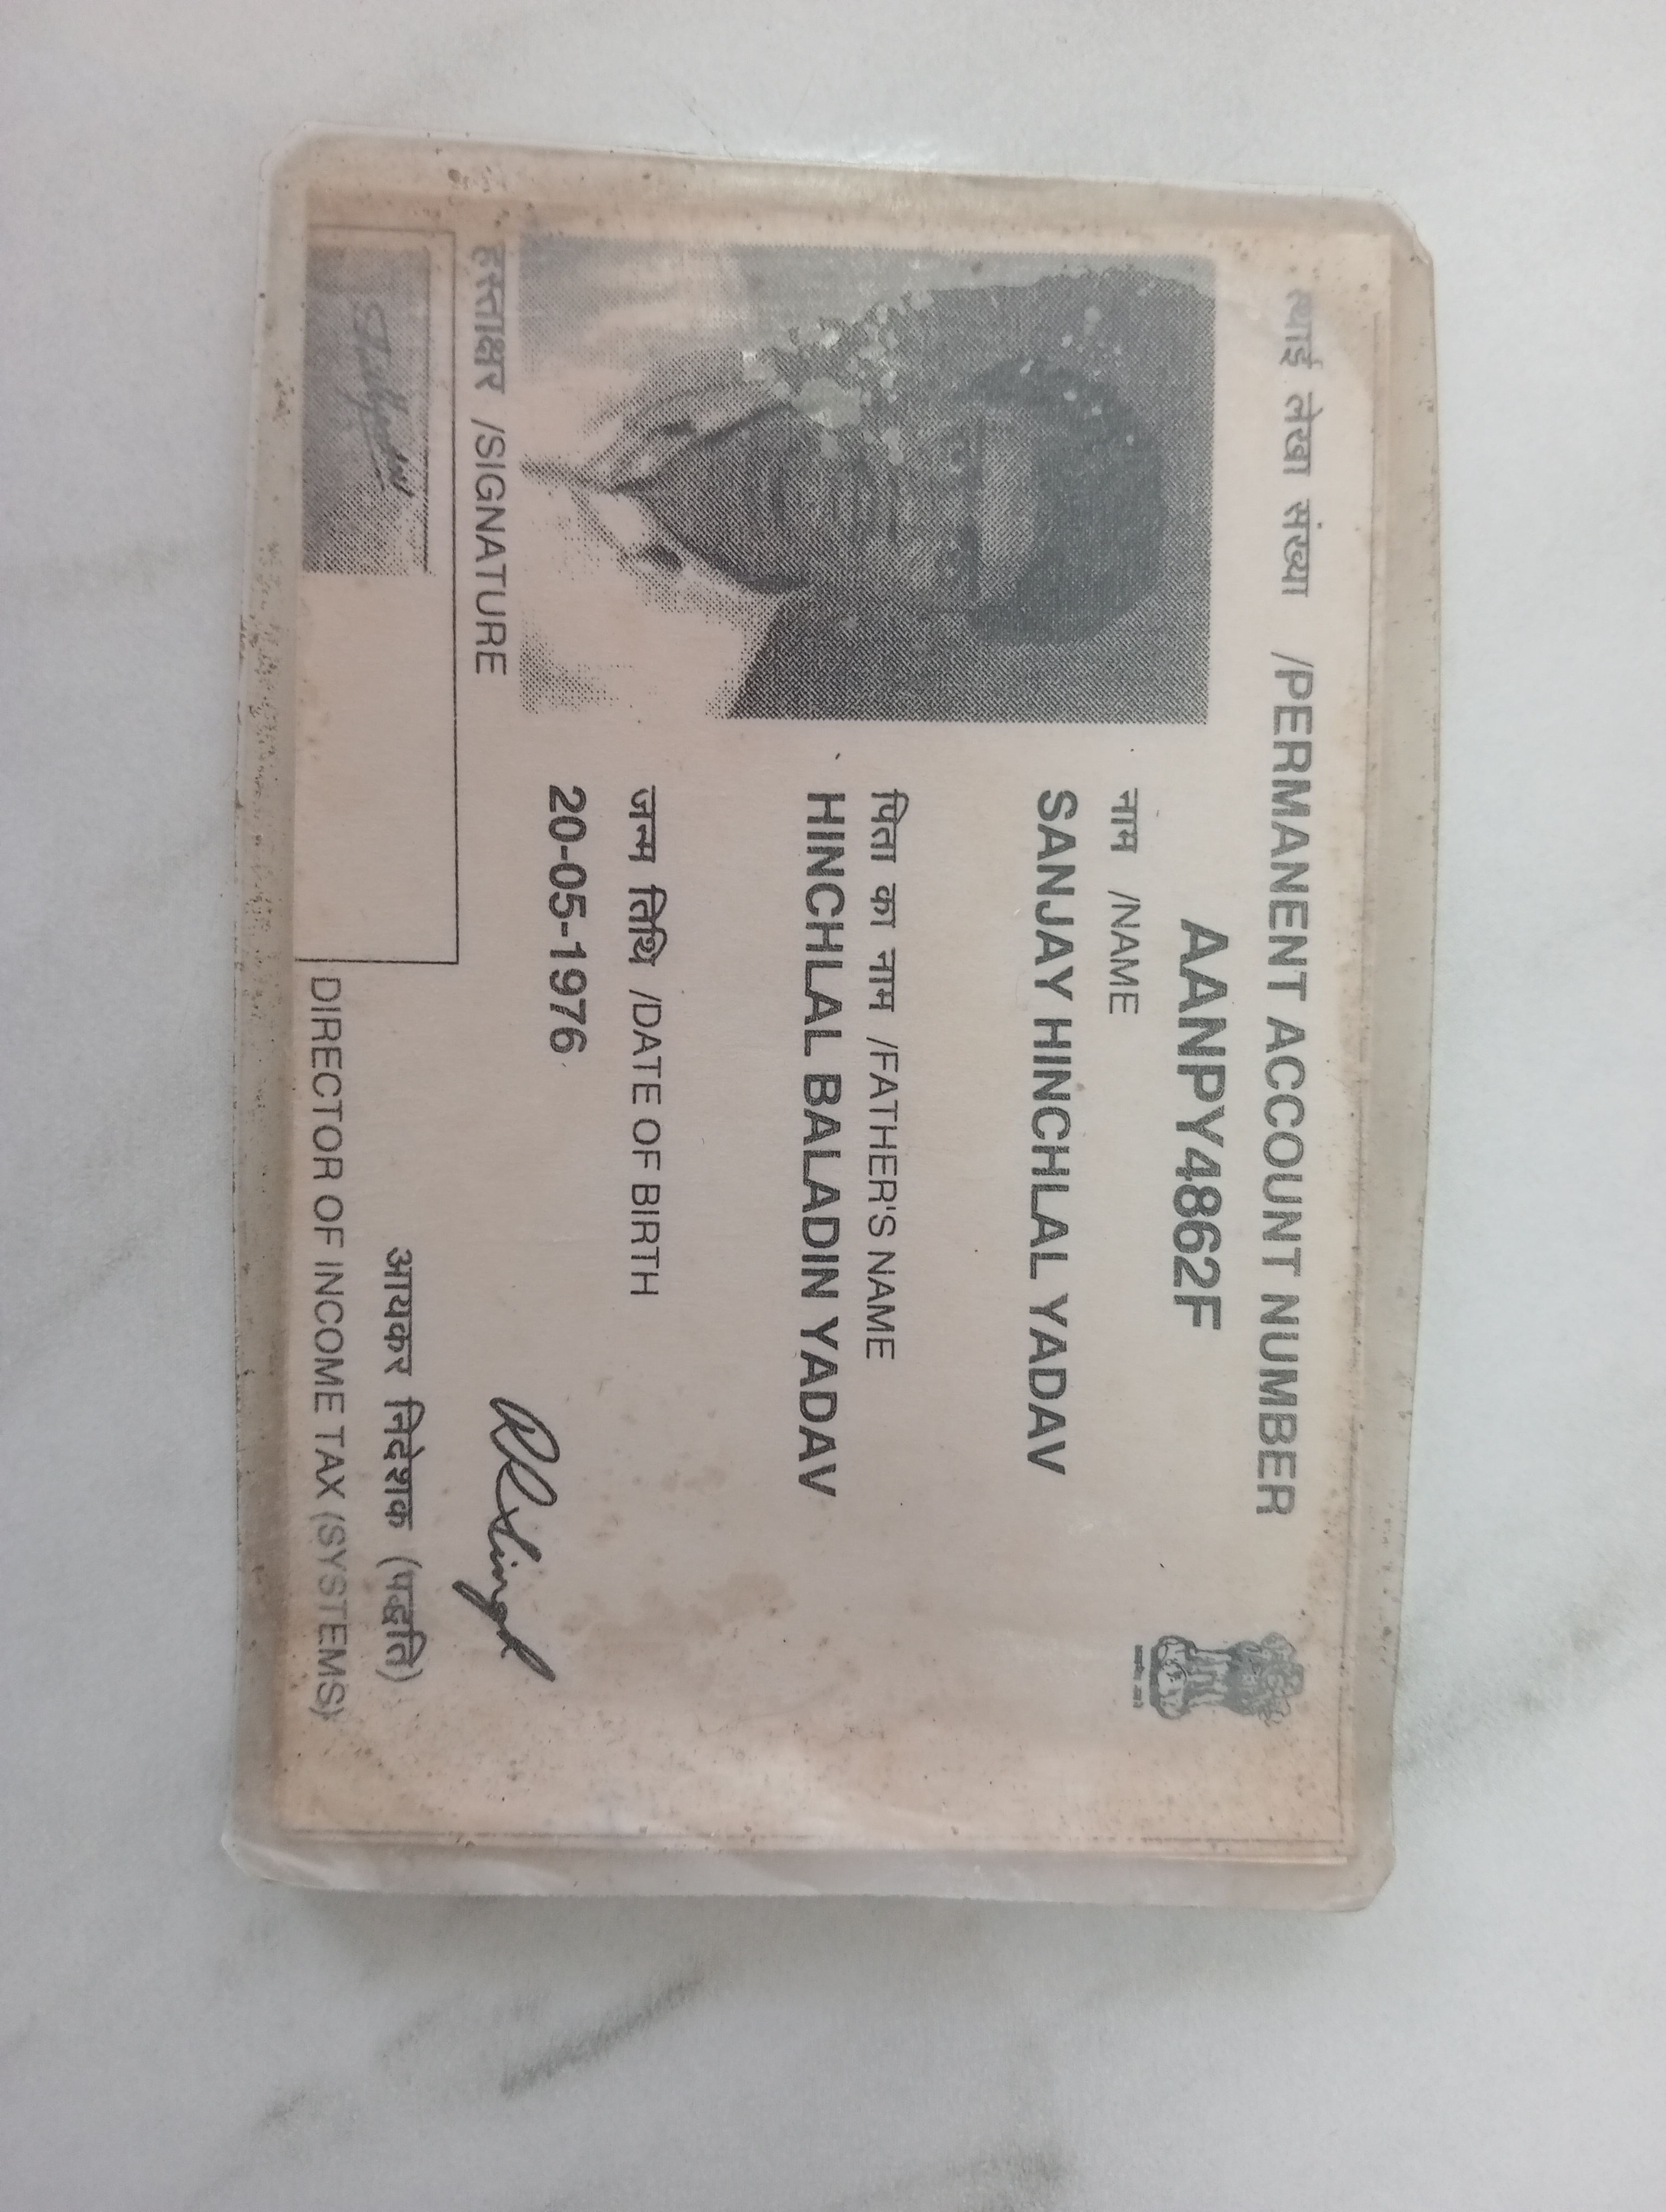 स्थाई लेखा संख्या /PERMANENT ACCOUNT NUMBER
AANPY4862F
नाम /NAME
SANJAY HINCHLAL YADAV
पिता का नाम /FATHER'S NAME
HINCHLAL BALADIN YADAV
जन्म तिथि /DATE OF BIRTH
20-05-1976
हस्ताक्षर /SIGNATURE
आयकर निदेशक (पद्धति)
DIRECTOR OF INCOME TAX (SYSTEMS)